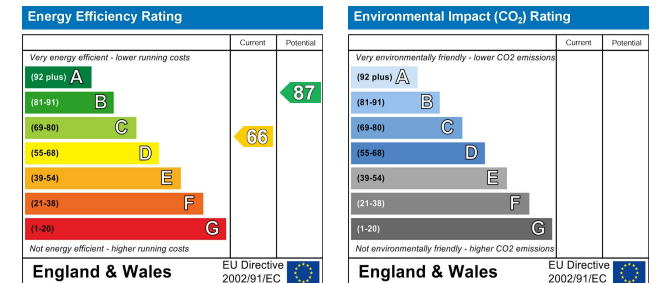 Energy Efficiency Rating
Current Potential
Very energy efficient - lower running costs
(92 plus) A
(81-91) B
(69-80) C
(55-68) D
(39-54) E
(21-38) F
(1-20) G
66
87
Not energy efficient - higher running costs
England & Wales
EU Directive
2002/91/EC
Environmental Impact (CO₂) Rating
Current Potential
Very environmentally friendly - lower CO2 emissions
(92 plus) A
(81-91) B
(69-80) C
(55-68) D
(39-54) E
(21-38) F
(1-20) G
Not environmentally friendly - higher CO2 emissions
England & Wales
EU Directive
2002/91/EC